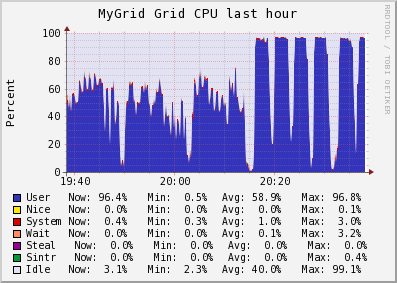 MyGrid Grid CPU last hour
RRDTOOL / TOBI OETIKER
Percent
100
80
60
40
20
0
19:40 20:00 20:20
User Now: 96.4% Min: 0.5% Avg: 58.9% Max: 96.8%
Nice Now: 0.0% Min: 0.0% Avg: 0.0% Max: 0.1%
System Now: 0.4% Min: 0.3% Avg: 1.0% Max: 3.0%
Wait Now: 0.0% Min: 0.0% Avg: 0.1% Max: 3.2%
Steal Now: 0.0% Min: 0.0% Avg: 0.0% Max: 0.0%
Sintr Now: 0.0% Min: 0.0% Avg: 0.0% Max: 0.4%
Idle Now: 3.1% Min: 2.3% Avg: 40.0% Max: 99.1%